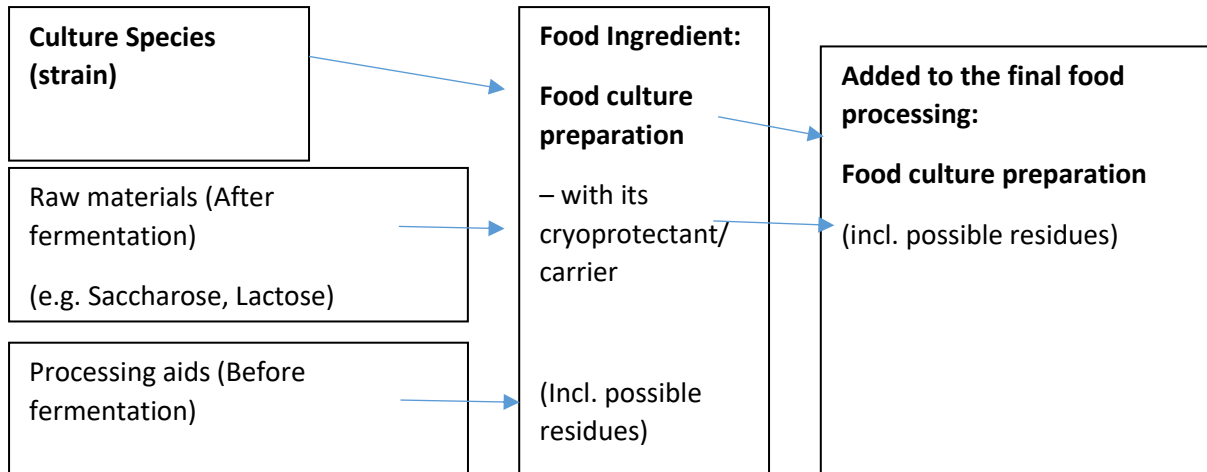 Culture Species
(strain)
Raw materials (After
fermentation)
(e.g. Saccharose, Lactose)
Processing aids (Before
fermentation)
Food Ingredient:
Food culture
preparation
– with its
cryoprotectant/
carrier
(Incl. possible
residues)
Added to the final food
processing:
Food culture preparation
(incl. possible residues)